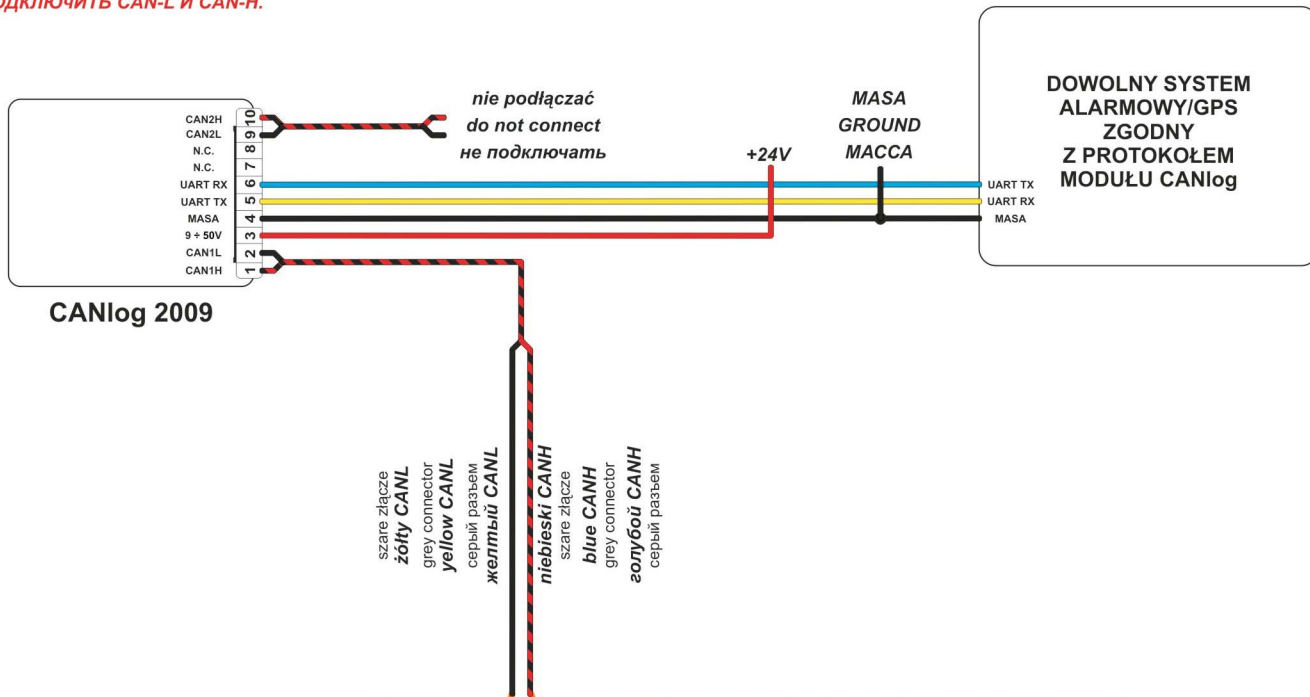 ПОДКЛЮЧИТЬ CAN-L И CAN-H.
nie podłączać
do not connect
не подключать
MASA
GROUND
МАССА
+24V
DOWOLNY SYSTEM
ALARMOWY/GPS
ZGODNY
Z PROTOKOŁEM
MODUŁU CANlog
CAN2H 10
CAN2L 9
N.C. 8
N.C. 7
UART RX 6
UART TX 5
MASA 4
9 ÷ 50V 3
CAN1L 2
CAN1H 1
UART TX
UART RX
MASA
CANlog 2009
szare złącze
żółty CANL
grey connector
yellow CANL
серый разъем
желтый CANL
niebieski CANH
szare złącze
blue CANH
grey connector
голубой CANH
серый разъем